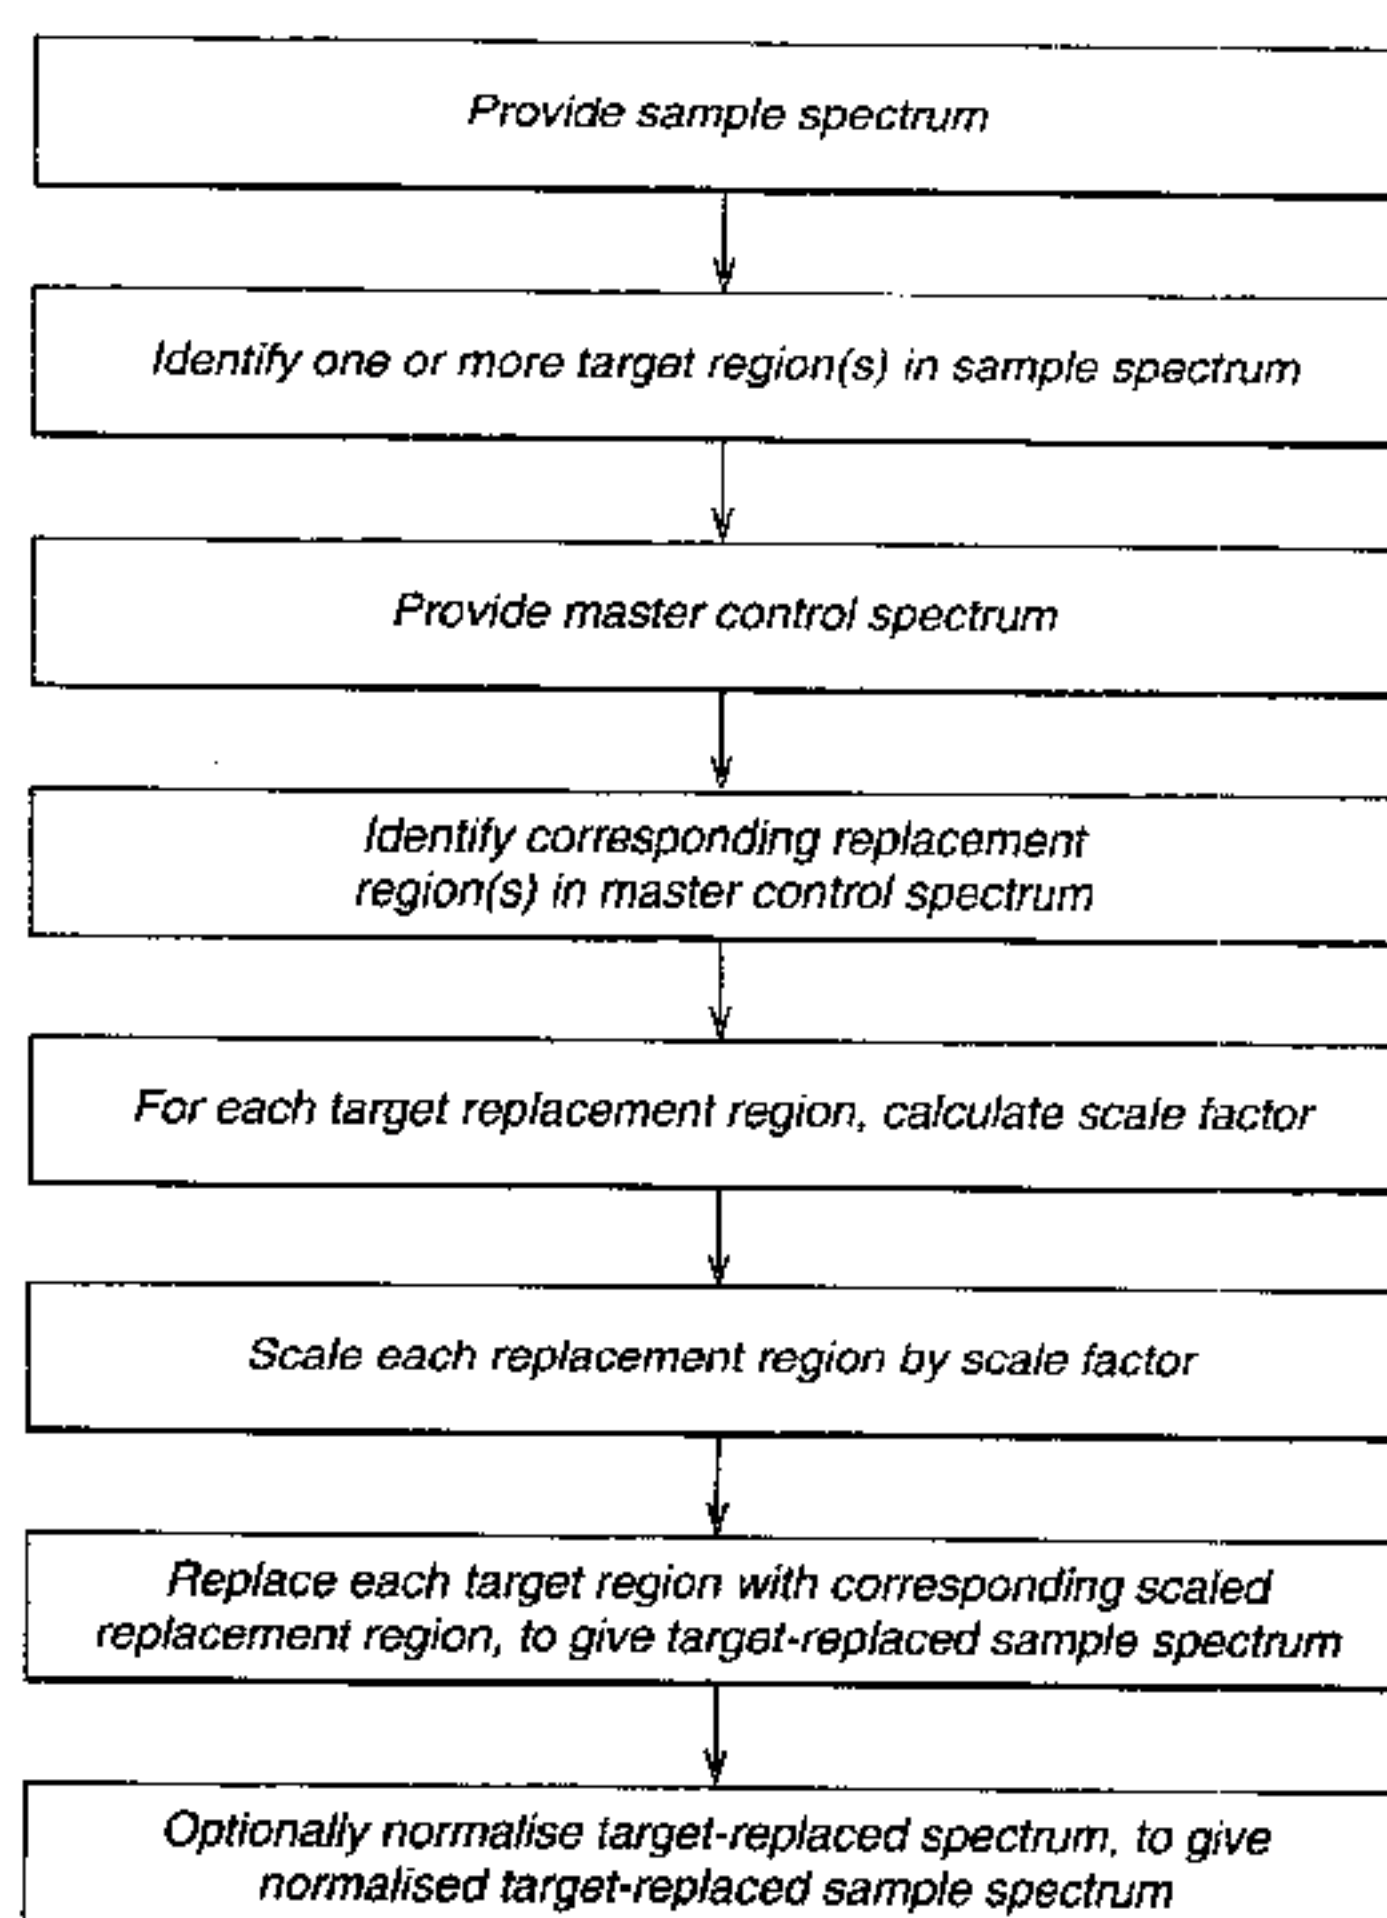 Provide sample spectrum
Identify one or more target region(s) in sample spectrum
Provide master control spectrum
Identify corresponding replacement
region(s) in master control spectrum
For each target replacement region, calculate scale factor
Scale each replacement region by scale factor
Replace each target region with corresponding scaled
replacement region, to give target-replaced sample spectrum
Optionally normalise target-replaced spectrum, to give
normalised target-replaced sample spectrum